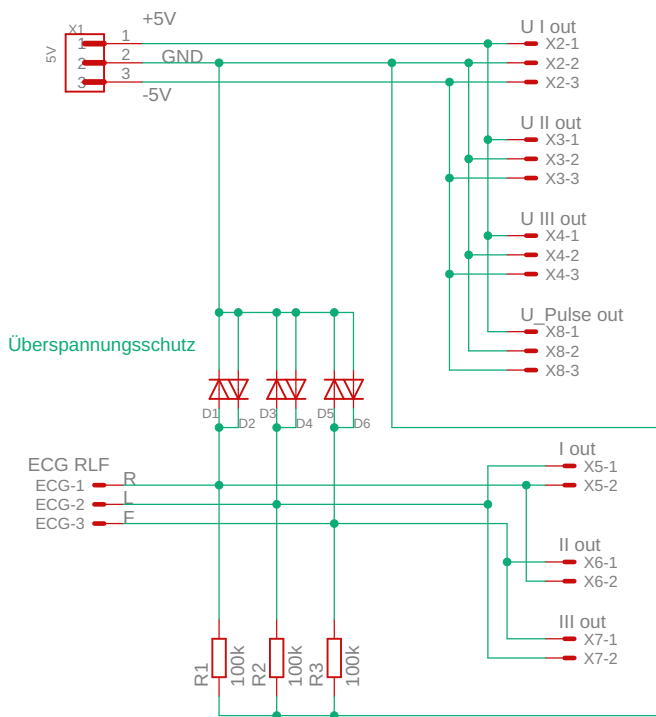 X1
5V
1
2
3
+5V
1
2
GND
3
-5V
U I out
X2-1
X2-2
X2-3
U II out
X3-1
X3-2
X3-3
U III out
X4-1
X4-2
X4-3
U_Pulse out
X8-1
X8-2
X8-3
Überspannungsschutz
D1
D2
D3
D4
D5
D6
ECG RLF
ECG-1
R
ECG-2
L
ECG-3
F
I out
X5-1
X5-2
II out
X6-1
X6-2
III out
X7-1
X7-2
R1
100k
R2
100k
R3
100k